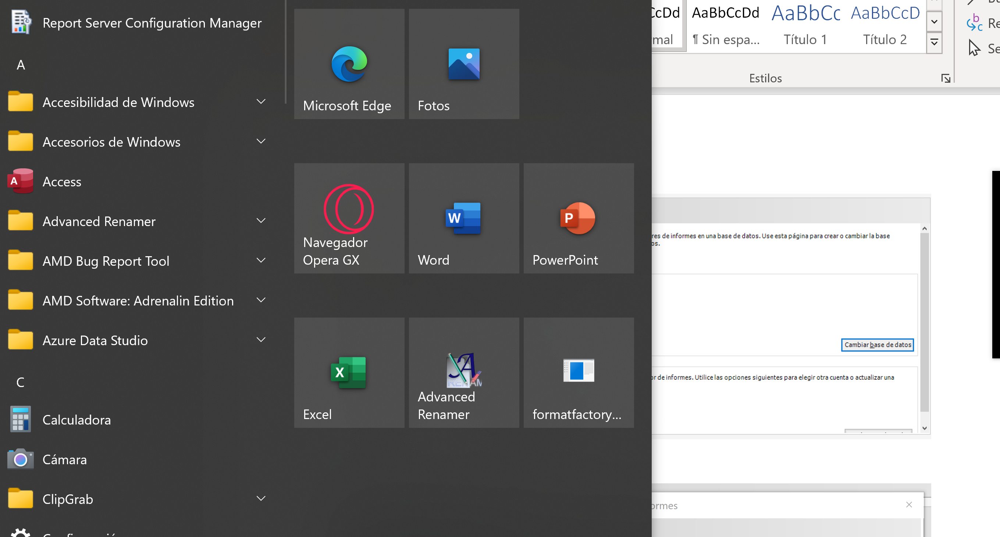 Report Server Configuration Manager
A
Accesibilidad de Windows
Accesorios de Windows
Access
Advanced Renamer
AMD Bug Report Tool
AMD Software: Adrenalin Edition
Azure Data Studio
C
Calculadora
Cámara
ClipGrab
Microsoft Edge
Fotos
Navegador
Opera GX
Word
PowerPoint
Excel
Advanced
Renamer
formatfactory...
CcDd
AaBbCcDd
AaBbCc
AaBbCcD
mal
¶ Sin espa...
Título 1
Título 2
Estilos
Re
Se
res de informes en una base de datos. Use esta página para crear o cambiar la base
os.
Cambiar base de datos
or de informes. Utilice las opciones siguientes para elegir otra cuenta o actualizar una
ormes